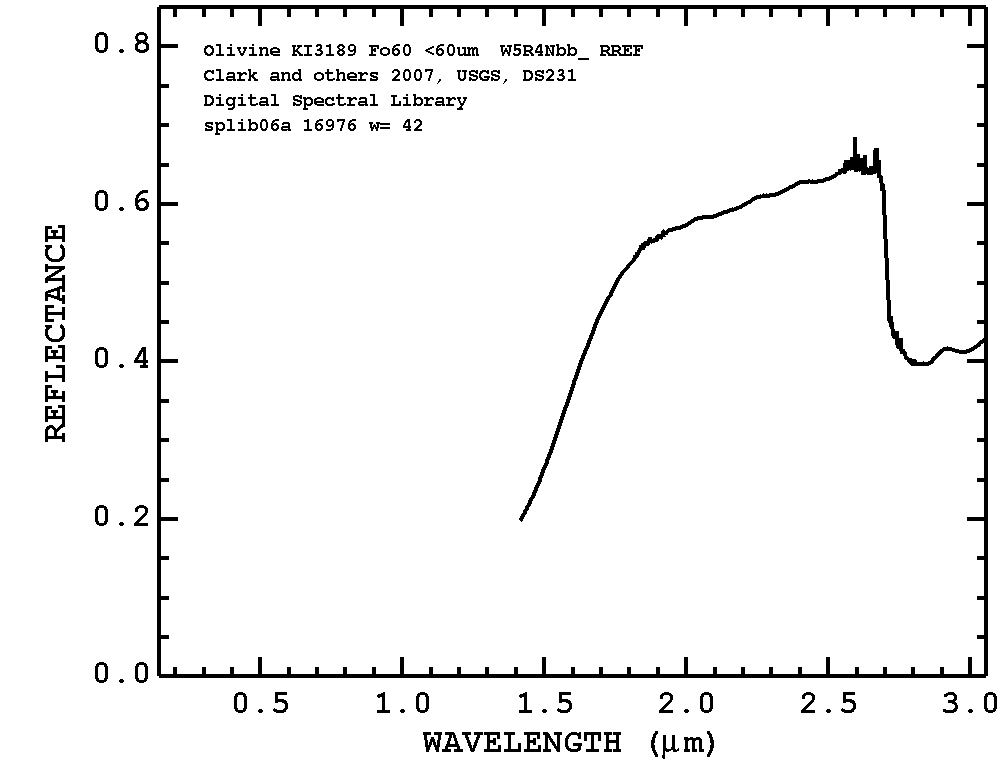 Olivine KI3189 Fo60 <60um W5R4Nbb_ RREF
Clark and others 2007, USGS, DS231
Digital Spectral Library
splib06a 16976 w= 42
0.8
0.6
0.4
0.2
0.0
REFLECTANCE
0.5 1.0 1.5 2.0 2.5 3.0
WAVELENGTH (μm)